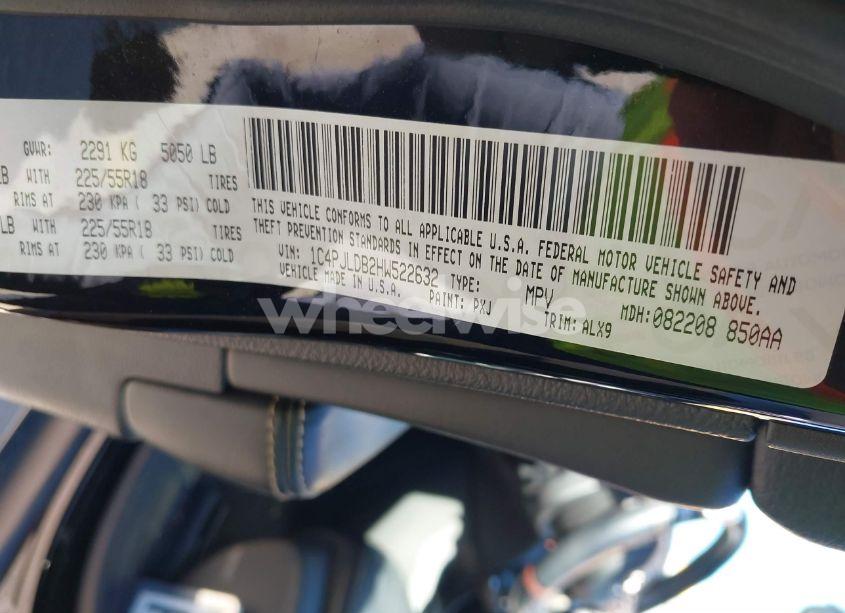 GVWR: 2291 KG 5050 LB
LB WITH 225/55R18 TIRES
RIMS AT 230 KPA ( 33 PSI) COLD
LB WITH 225/55R18 TIRES
RIMS AT 230 KPA ( 33 PSI) COLD
THIS VEHICLE CONFORMS TO ALL APPLICABLE U.S.A. FEDERAL MOTOR VEHICLE SAFETY AND
THEFT PREVENTION STANDARDS IN EFFECT ON THE DATE OF MANUFACTURE SHOWN ABOVE.
VIN: 1C4PJLDB2HW522632 TYPE: MPV MDH:082208 850AA
VEHICLE MADE IN U.S.A. PAINT: PXJ TRIM: ALX9
wheelwise